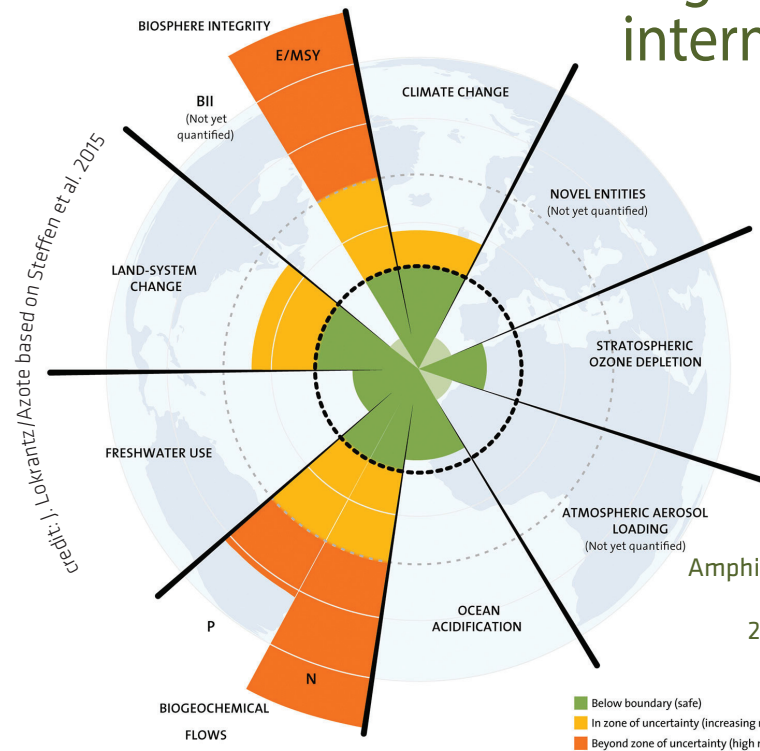 intern
BIOSPHERE INTEGRITY
E/MSY
CLIMATE CHANGE
BII
(Not yet
quantified)
NOVEL ENTITIES
(Not yet quantified)
credit: J. Lokrantz/Azote based on Steffen et al. 2015
LAND-SYSTEM
CHANGE
STRATOSPHERIC
OZONE DEPLETION
FRESHWATER USE
ATMOSPHERIC AEROSOL
LOADING
(Not yet quantified)
Amphi
OCEAN
ACIDIFICATION
P
2
N
BIOGEOCHEMICAL
FLOWS
Below boundary (safe)
In zone of uncertainty (increasing
Beyond zone of uncertainty (high